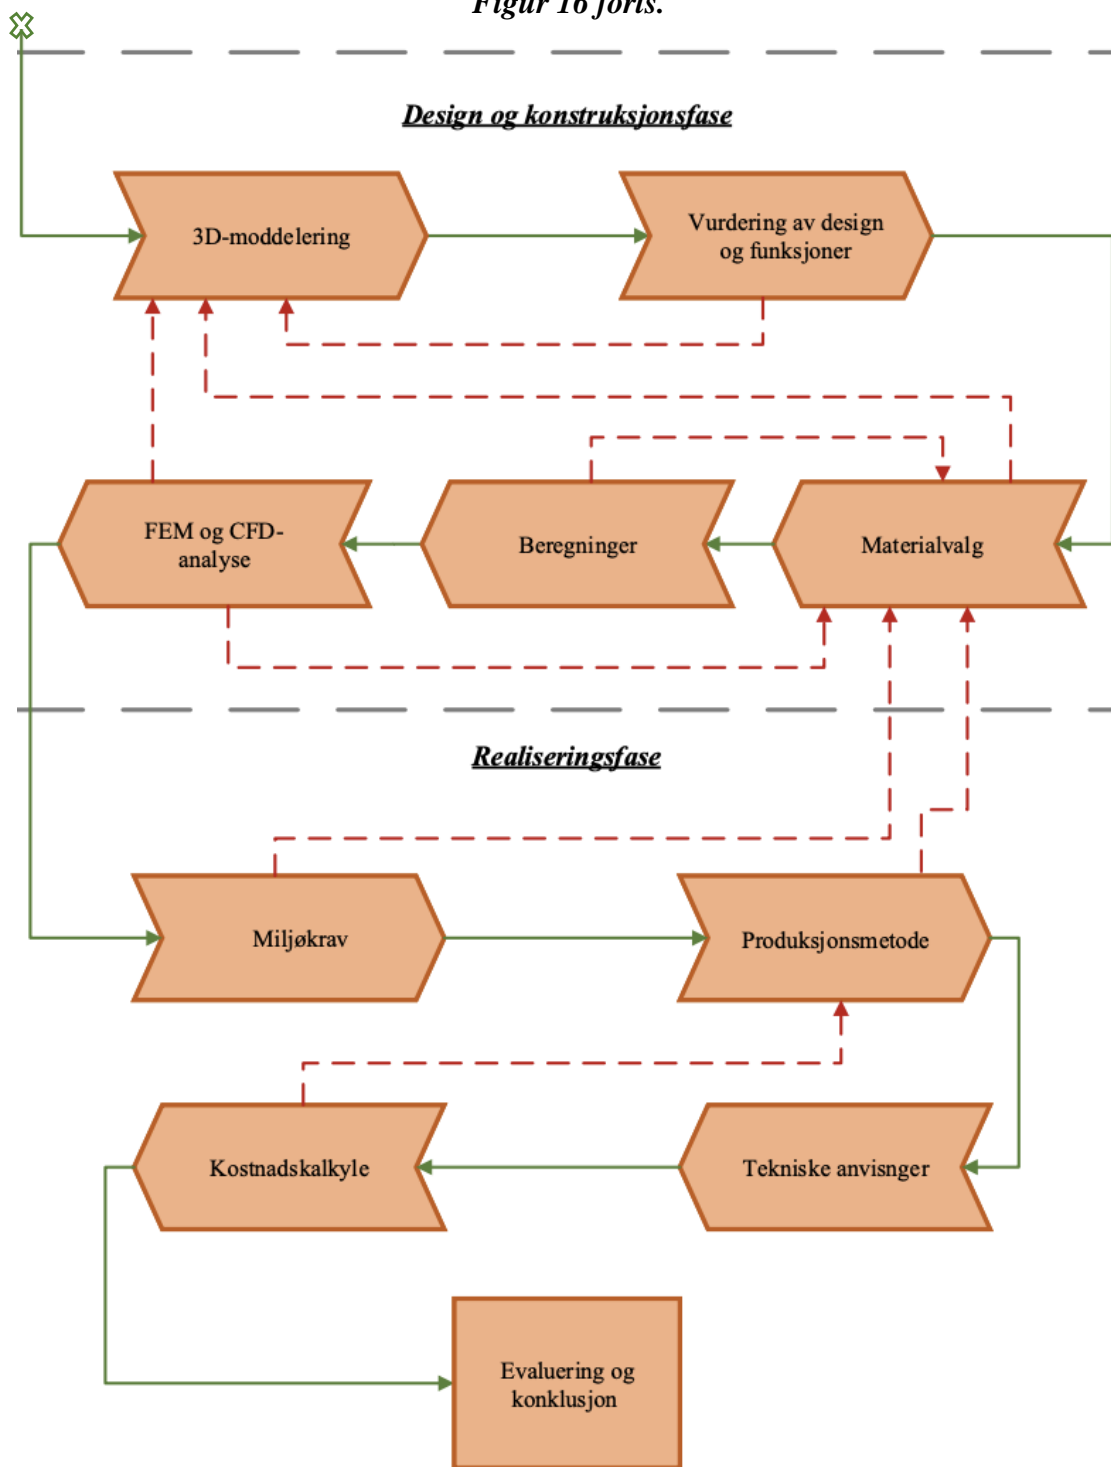 Figur 16 forts.
Design og konstruksjonsfase
3D-moddelering
Vurdering av design
og funksjoner
FEM og CFD-
analyse
Beregninger
Materialvalg
Realiseringsfase
Miljøkrav
Produksjonsmetode
Kostnadskalkyle
Tekniske anvisnger
Evaluering og
konklusjon